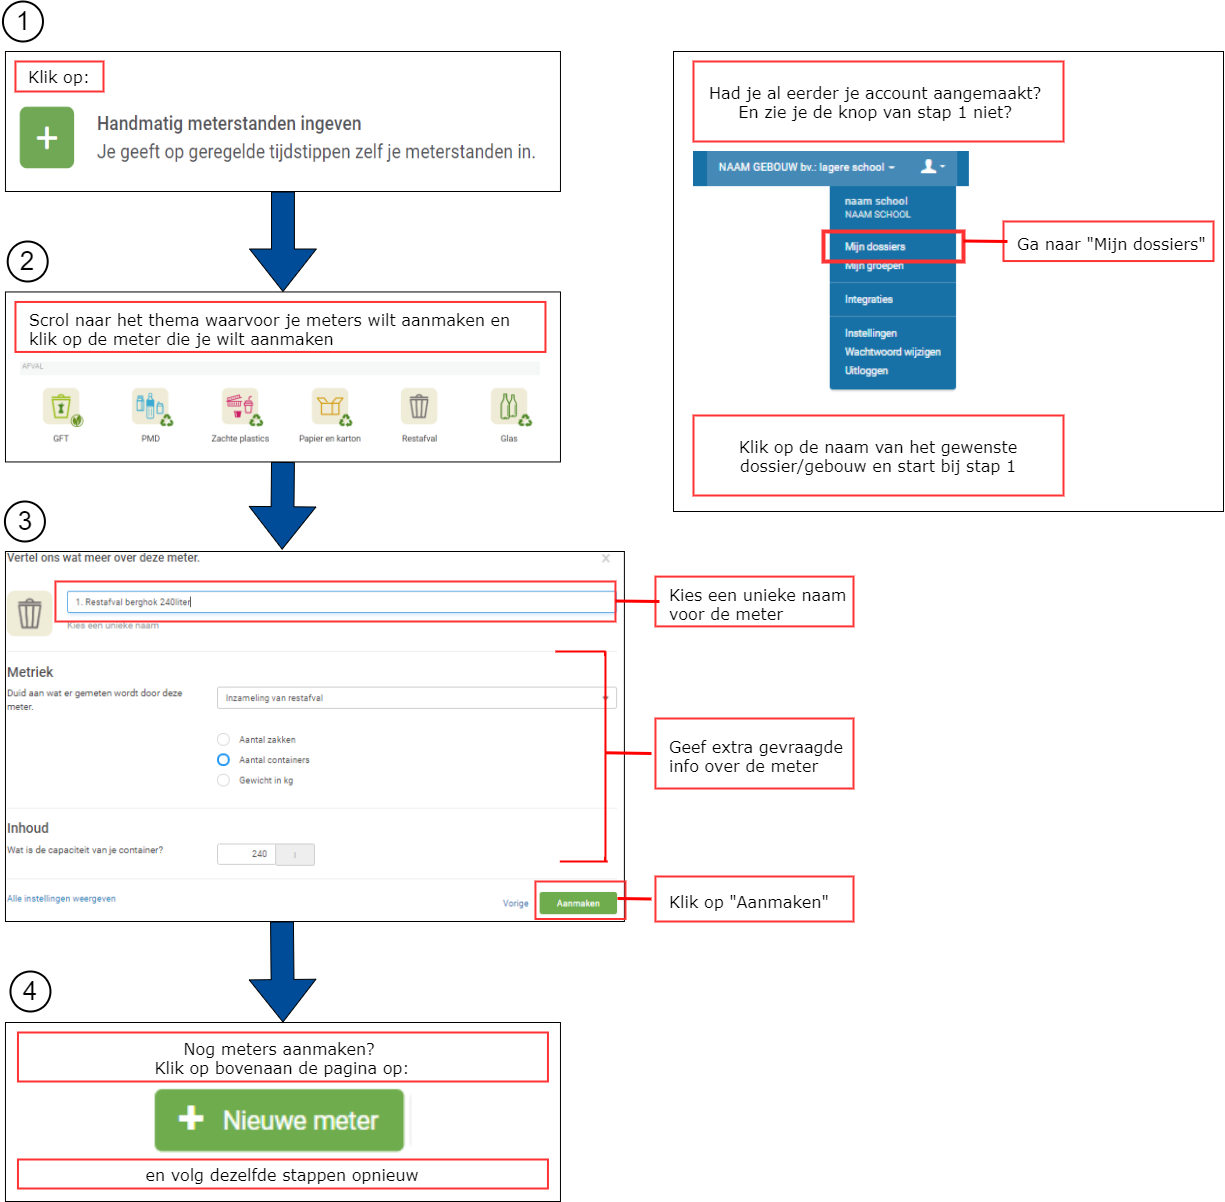 1
Klik op:
Handmatig meterstanden ingeven
Je geeft op geregelde tijdstippen zelf je meterstanden in.
2
Scrol naar het thema waarvoor je meters wilt aanmaken en
klik op de meter die je wilt aanmaken
AFVAL
GFT
PMD
Zachte plastics
Papier en karton
Restafval
Glas
3
Vertel ons wat meer over deze meter.
1. Restafval berghok 240liter
Kies een unieke naam
Kies een unieke naam
voor de meter
Metriek
Duid aan wat er gemeten wordt door deze
meter.
Inzameling van restafval
Aantal zakken
Aantal containers
Gewicht in kg
Geef extra gevraagde
info over de meter
Inhoud
Wat is de capaciteit van je container?
240
l
Alle instellingen weergeven
Vorige
Aanmaken
Klik op "Aanmaken"
4
Nog meters aanmaken?
Klik op bovenaan de pagina op:
+ Nieuwe meter
en volg dezelfde stappen opnieuw
Had je al eerder je account aangemaakt?
En zie je de knop van stap 1 niet?
NAAM GEBOUW bv.: lagere school
naam school
NAAM SCHOOL
Mijn dossiers
Mijn groepen
Integraties
Instellingen
Wachtwoord wijzigen
Uitloggen
Ga naar "Mijn dossiers"
Klik op de naam van het gewenste
dossier/gebouw en start bij stap 1